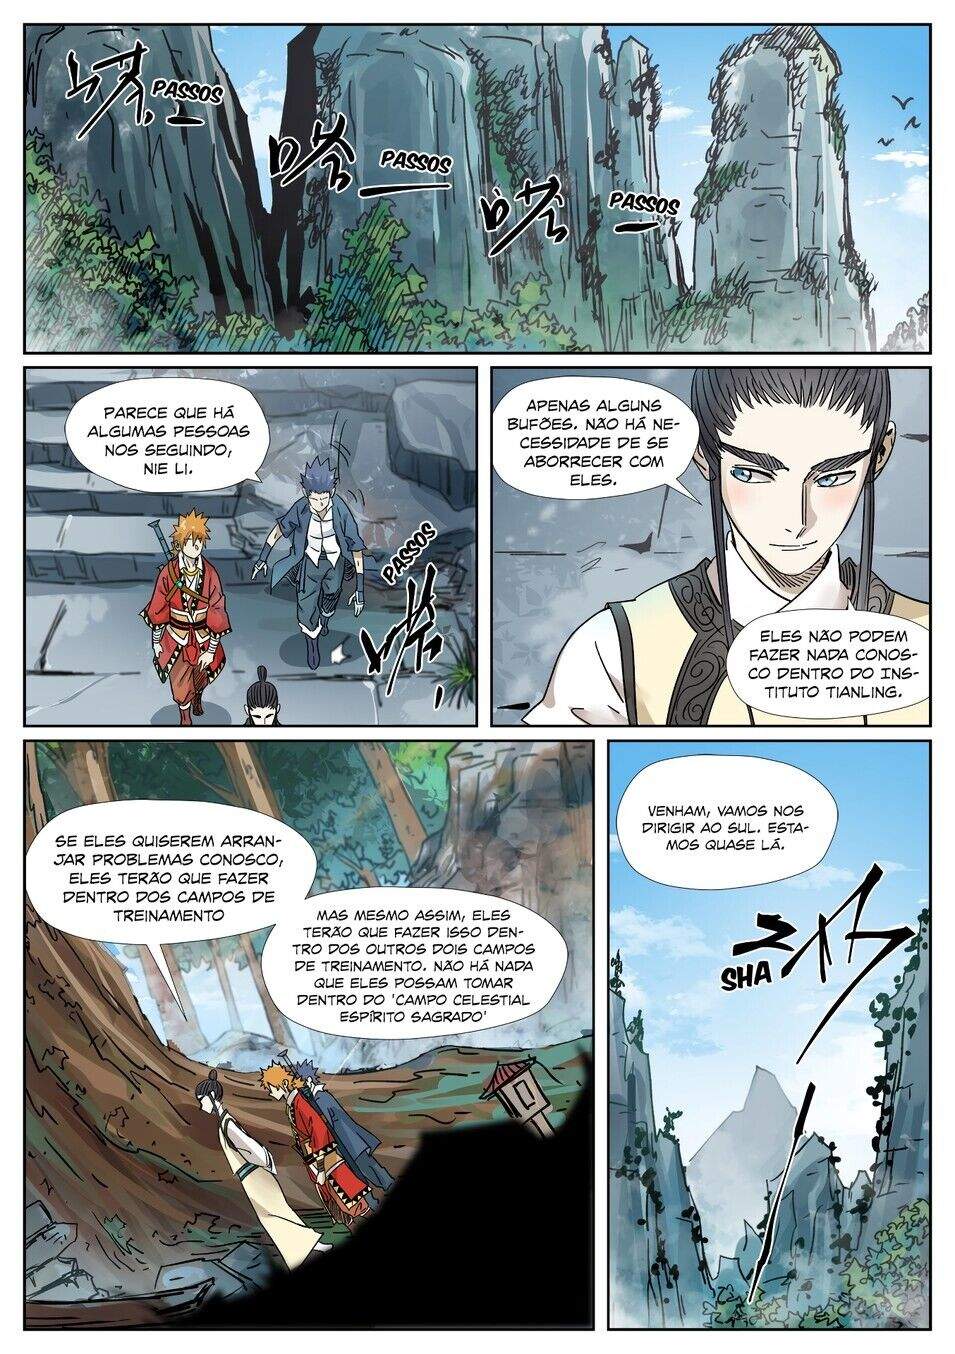 PASSOS
PASSOS
PASSOS
PARECE QUE HÁ
ALGUMAS PESSOAS
NOS SEGUINDO,
NIE LI.
PASSOS
APENAS ALGUNS
BUFÕES. NÃO HÁ NE-
CESSIDADE DE SE
ABORRECER COM
ELES.
ELES NÃO PODEM
FAZER NADA CONOS-
CO DENTRO DO INS-
TITUTO TIANLING.
SE ELES QUISEREM ARRAN-
JAR PROBLEMAS CONOSCO,
ELES TERÃO QUE FAZER
DENTRO DOS CAMPOS DE
TREINAMENTO
MAS MESMO ASSIM, ELES
TERÃO QUE FAZER ISSO DEN-
TRO DOS OUTROS DOIS CAMPOS
DE TREINAMENTO. NÃO HÁ NADA
QUE ELES POSSAM TOMAR
DENTRO DO 'CAMPO CELESTIAL
ESPÍRITO SAGRADO'
VENHAM, VAMOS NOS
DIRIGIR AO SUL. ESTA-
MOS QUASE LÁ.
SHA